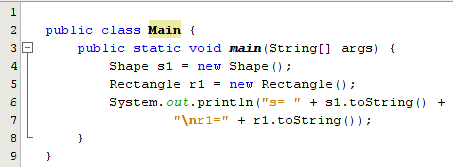 1
2 public class Main {
3 public static void main(String[] args) {
4 Shape s1 = new Shape();
5 Rectangle r1 = new Rectangle();
6 System.out.println("s= " + s1.toString() +
7 "\nr1=" + r1.toString());
8 }
9 }